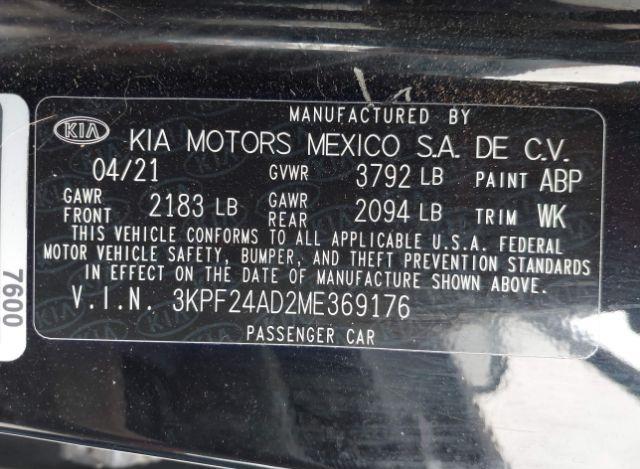 MANUFACTURED BY
KIA KIA MOTORS MEXICO S.A. DE C.V.
04/21 GVWR 3792 LB PAINT ABP
GAWR FRONT 2183 LB GAWR REAR 2094 LB TRIM WK
THIS VEHICLE CONFORMS TO ALL APPLICABLE U.S.A. FEDERAL
MOTOR VEHICLE SAFETY, BUMPER, AND THEFT PREVENTION STANDARDS
IN EFFECT ON THE DATE OF MANUFACTURE SHOWN ABOVE.
V.I.N. 3KPF24AD2ME369176
PASSENGER CAR
7600